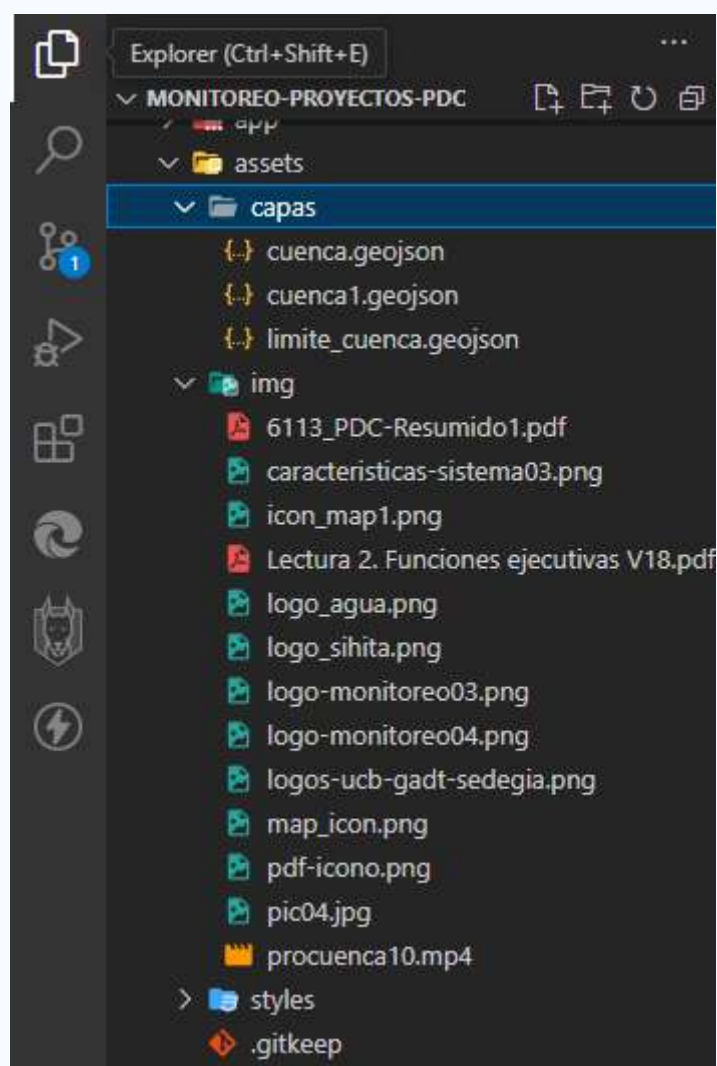 Explorer (Ctrl+Shift+E)
MONITOREO-PROYECTOS-PDC
app
assets
capas
cuenca.geojson
cuenca1.geojson
limite_cuenca.geojson
img
6113_PDC-Resumido1.pdf
caracteristicas-sistema03.png
icon_map1.png
Lectura 2. Funciones ejecutivas V18.pdf
logo_agua.png
logo_sihita.png
logo-monitoreo03.png
logo-monitoreo04.png
logos-ucb-gadt-sedegia.png
map_icon.png
pdf-icono.png
pic04.jpg
procuenca10.mp4
styles
.gitkeep
1